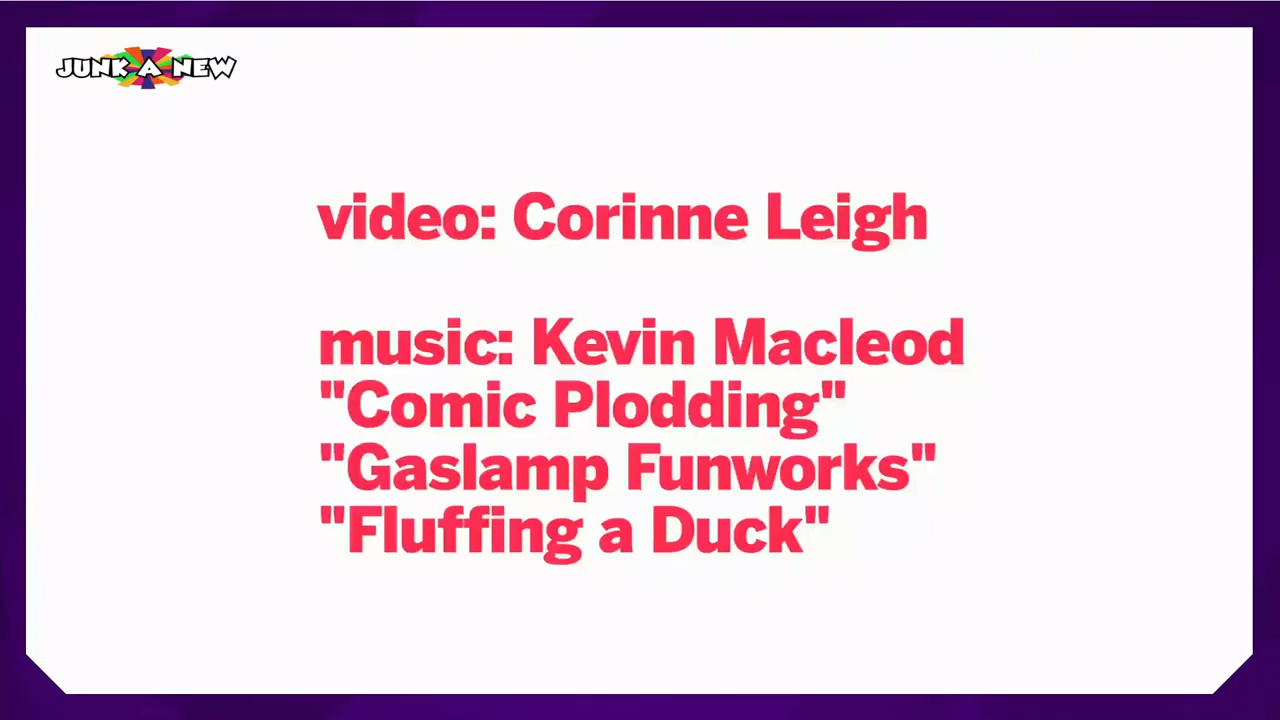 JUNK A NEW
video: Corinne Leigh
music: Kevin Macleod
"Comic Plodding"
"Gaslamp Funworks"
"Fluffing a Duck"